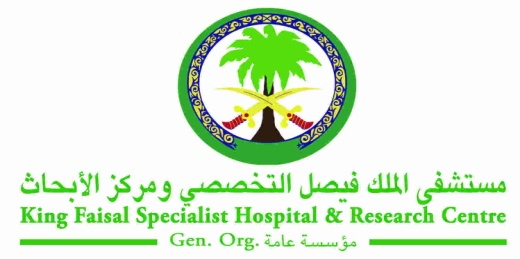 مستشفى الملك فيصل التخصصي ومركز الأبحاث
King Faisal Specialist Hospital & Research Centre
Gen. Org. مؤسسة عامة